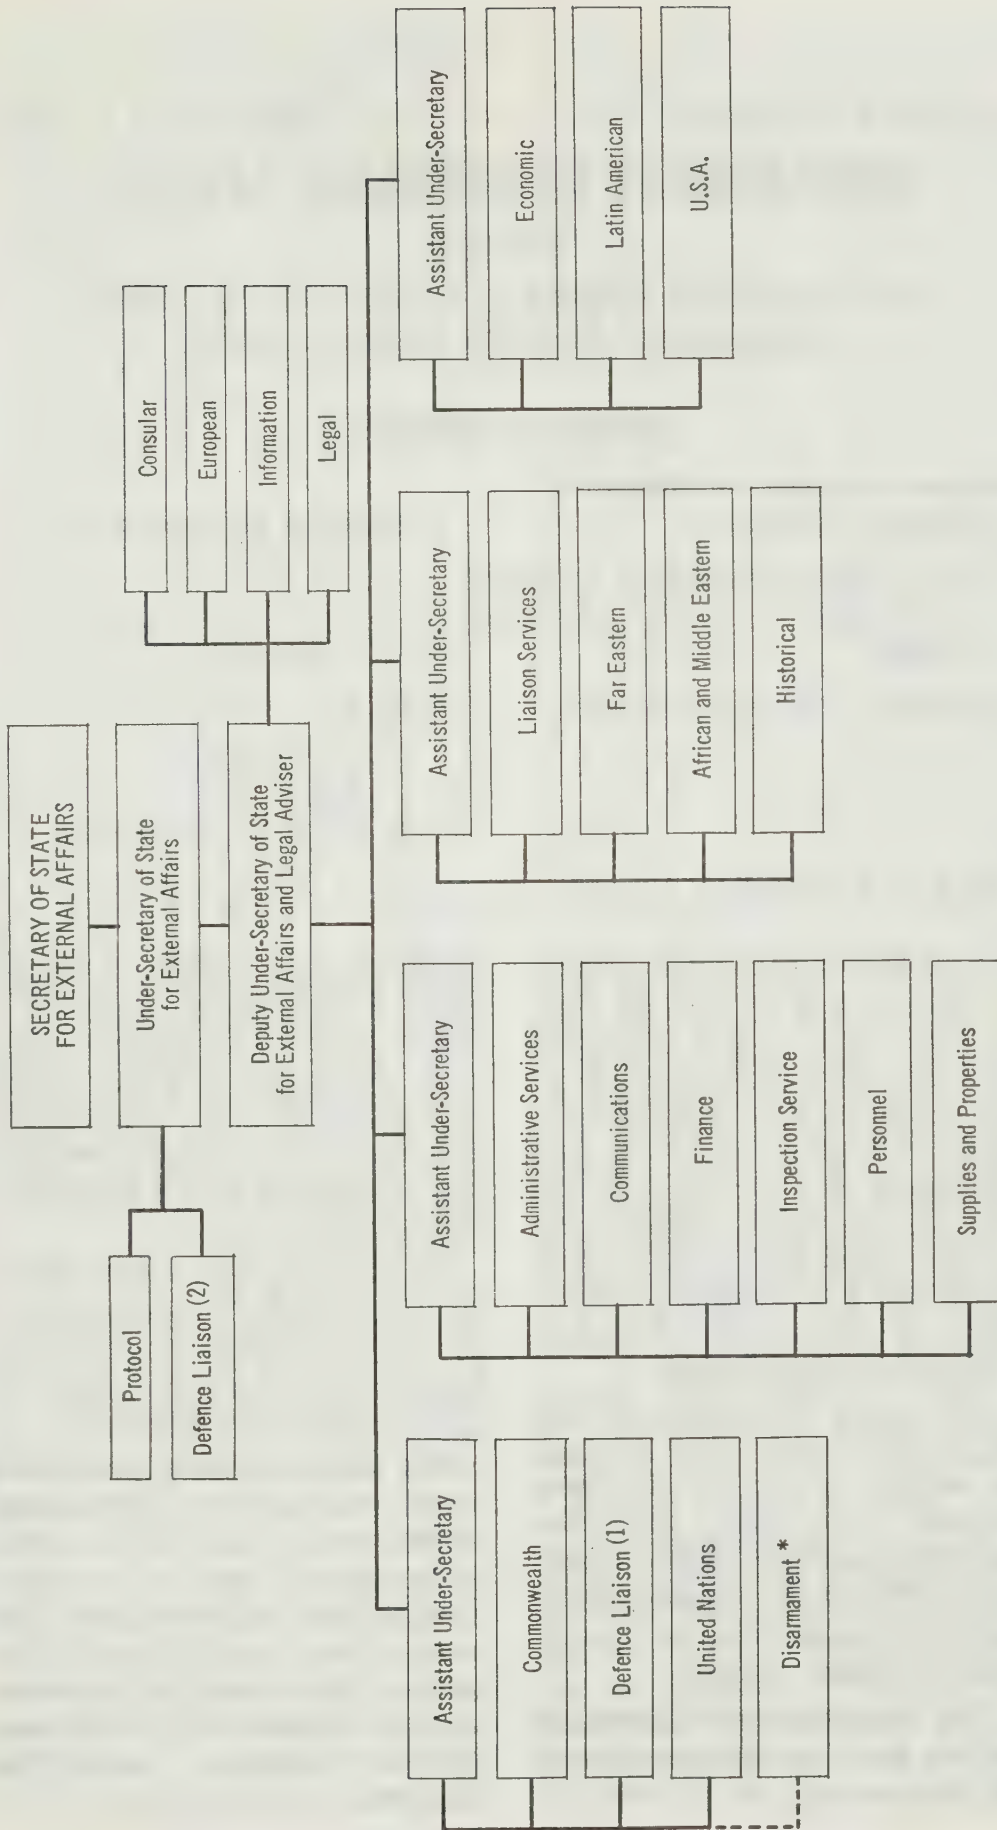 SECRETARY OF STATE
FOR EXTERNAL AFFAIRS
Under-Secretary of State
for External Affairs
Protocol
Defence Liaison (2)
Deputy Under-Secretary of State
for External Affairs and Legal Adviser
Consular
European
Information
Legal
Assistant Under-Secretary
Commonwealth
Defence Liaison (1)
United Nations
Disarmament *
Assistant Under-Secretary
Administrative Services
Communications
Finance
Inspection Service
Personnel
Supplies and Properties
Assistant Under-Secretary
Liaison Services
Far Eastern
African and Middle Eastern
Historical
Assistant Under-Secretary
Economic
Latin American
U.S.A.